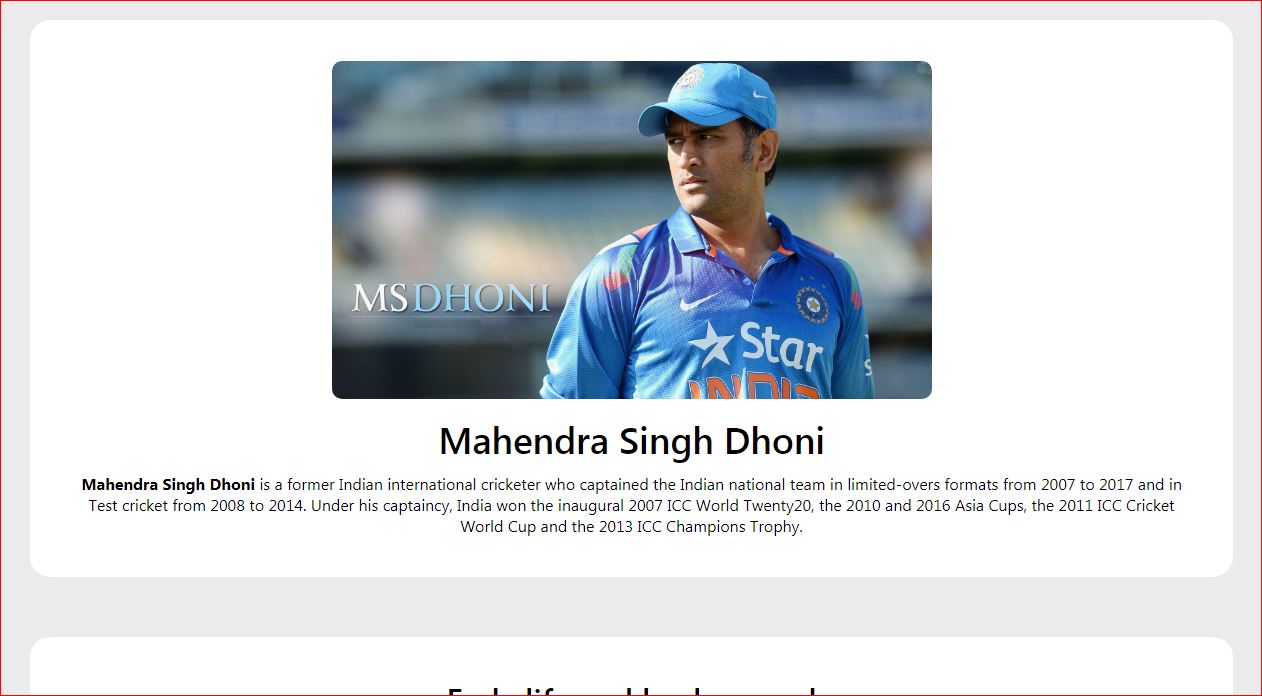 MS DHONI
Star
INDIA
Mahendra Singh Dhoni
Mahendra Singh Dhoni is a former Indian international cricketer who captained the Indian national team in limited-overs formats from 2007 to 2017 and in
Test cricket from 2008 to 2014. Under his captaincy, India won the inaugural 2007 ICC World Twenty20, the 2010 and 2016 Asia Cups, the 2011 ICC Cricket
World Cup and the 2013 ICC Champions Trophy.